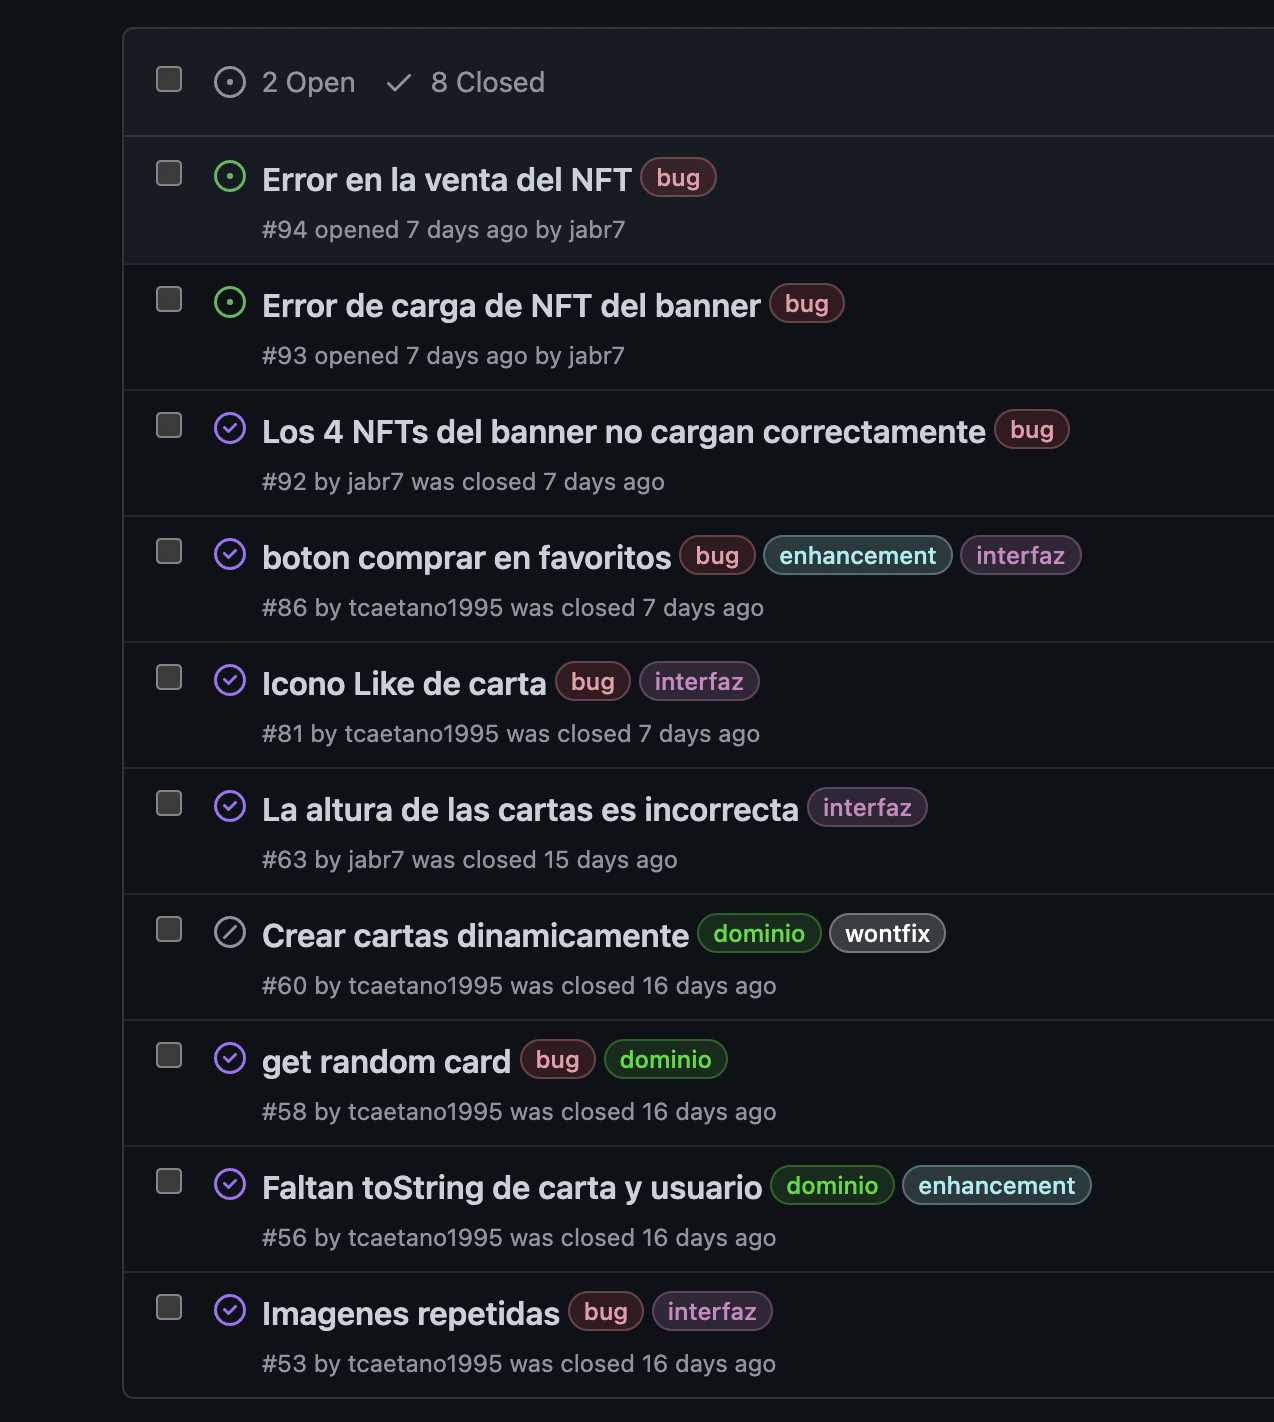 2 Open 8 Closed
Error en la venta del NFT bug
#94 opened 7 days ago by jabr7
Error de carga de NFT del banner bug
#93 opened 7 days ago by jabr7
Los 4 NFTs del banner no cargan correctamente bug
#92 by jabr7 was closed 7 days ago
boton comprar en favoritos bug enhancement interfaz
#86 by tcaetano1995 was closed 7 days ago
Icono Like de carta bug interfaz
#81 by tcaetano1995 was closed 7 days ago
La altura de las cartas es incorrecta interfaz
#63 by jabr7 was closed 15 days ago
Crear cartas dinamicamente dominio wontfix
#60 by tcaetano1995 was closed 16 days ago
get random card bug dominio
#58 by tcaetano1995 was closed 16 days ago
Faltan toString de carta y usuario dominio enhancement
#56 by tcaetano1995 was closed 16 days ago
Imagenes repetidas bug interfaz
#53 by tcaetano1995 was closed 16 days ago